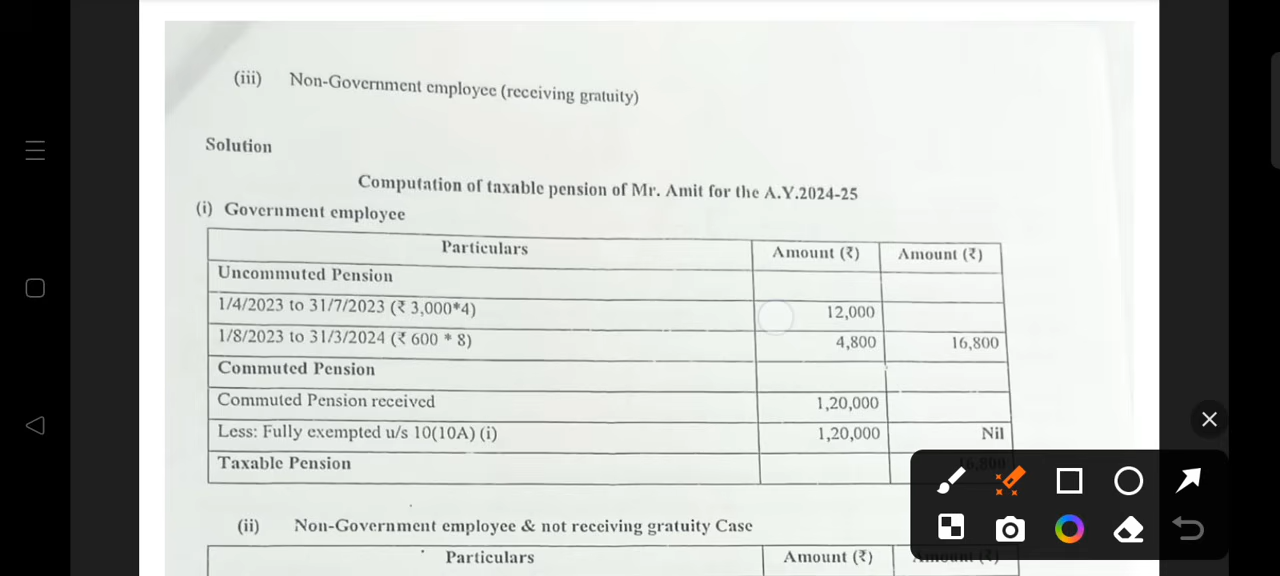 (iii) Non-Government employee (receiving gratuity)
Solution
Computation of taxable pension of Mr. Amit for the A.Y.2024-25
(i) Government employee
Particulars Amount (₹) Amount (₹)
Uncommuted Pension
1/4/2023 to 31/7/2023 (₹ 3,000*4) 12,000
1/8/2023 to 31/3/2024 (₹ 600 * 8) 4,800 16,800
Commuted Pension
Commuted Pension received 1,20,000
Less: Fully exempted u/s 10(10A) (i) 1,20,000 Nil
Taxable Pension 16,800
(ii) Non-Government employee & not receiving gratuity Case
Particulars Amount (₹) Amount (₹)